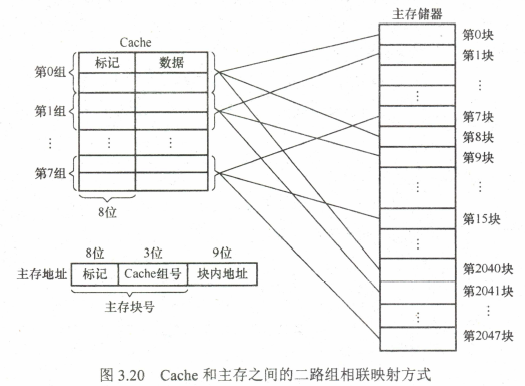 主存储器
Cache
标记 数据
第0组
第1组
⋮ ⋮ ⋮
第7组
8位
第0块
第1块
⋮ ⋮
第7块
第8块
第9块
⋮ ⋮
第15块
⋮
第2040块
第2041块
⋮ ⋮
第2047块
8位 3位 9位
主存地址 标记 Cache组号 块内地址
主存块号
图 3.20 Cache 和主存之间的二路组相联映射方式